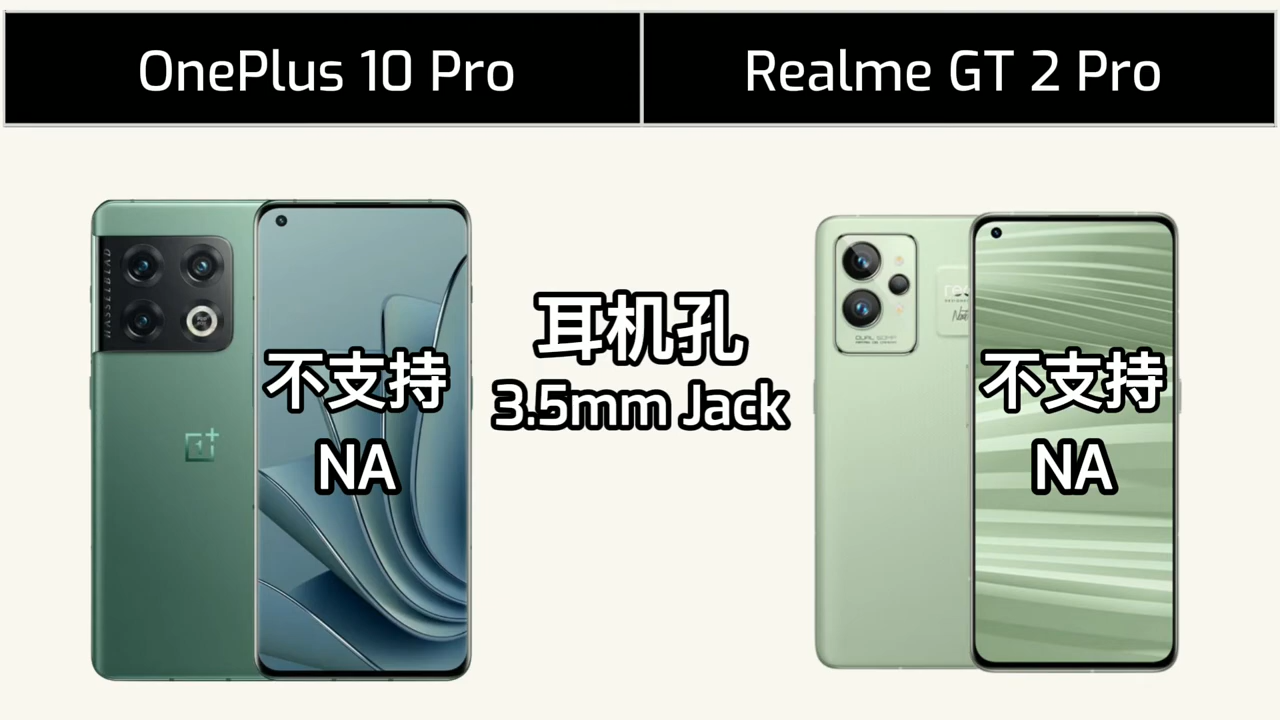 OnePlus 10 Pro
Realme GT 2 Pro
HASSELBLAD
耳机孔
3.5mm Jack
不支持
NA
不支持
NA